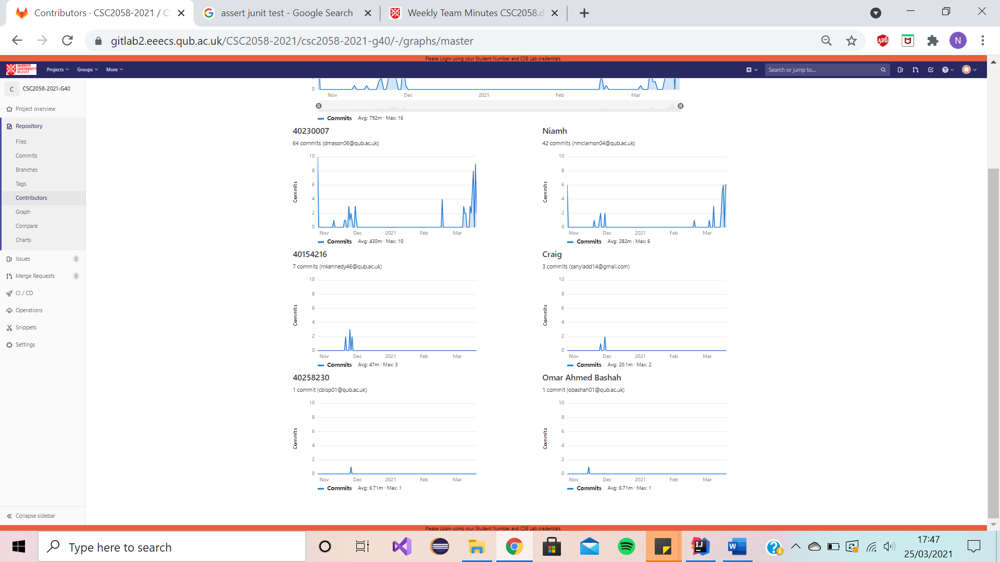 Contributors · CSC2058-2021 / CS
assert junit test - Google Search
Weekly Team Minutes CSC2058.d
gitlab2.eeecs.qub.ac.uk/CSC2058-2021/csc2058-2021-g40/-/graphs/master
N
Please Login using your Student Number and CSB Lab credentials.
QUEEN'S UNIVERSITY BELFAST
Projects
Groups
More
Search or jump to...
C
CSC2058-2021-G40
Project overview
Repository
Files
Commits
Branches
Tags
Contributors
Graph
Compare
Charts
Issues 0
Merge Requests 0
CI / CD
Operations
Snippets
Settings
Collapse sidebar
0
Nov Dec 2021 Feb Mar
Commits Avg: 792m · Max: 16
40230007
64 commits (dmason06@qub.ac.uk)
10
8
6
4
2
0
Commits
Nov Dec 2021 Feb Mar
Commits Avg: 430m · Max: 10
Niamh
42 commits (nmclarnon04@qub.ac.uk)
10
8
6
4
2
0
Commits
Nov Dec 2021 Feb Mar
Commits Avg: 282m · Max: 6
40154216
7 commits (mkennedy46@qub.ac.uk)
10
8
6
4
2
0
Commits
Nov Dec 2021 Feb Mar
Commits Avg: 47m · Max: 3
Craig
3 commits (sanyladd14@gmail.com)
10
8
6
4
2
0
Commits
Nov Dec 2021 Feb Mar
Commits Avg: 20.1m · Max: 2
40258230
1 commit (cbisp01@qub.ac.uk)
10
8
6
4
2
0
Commits
Nov Dec 2021 Feb Mar
Commits Avg: 6.71m · Max: 1
Omar Ahmed Bashah
1 commit (obashah01@qub.ac.uk)
10
8
6
4
2
0
Commits
Nov Dec 2021 Feb Mar
Commits Avg: 6.71m · Max: 1
Please Login using your Student Number and CSB Lab credentials.
Type here to search
17:47
25/03/2021